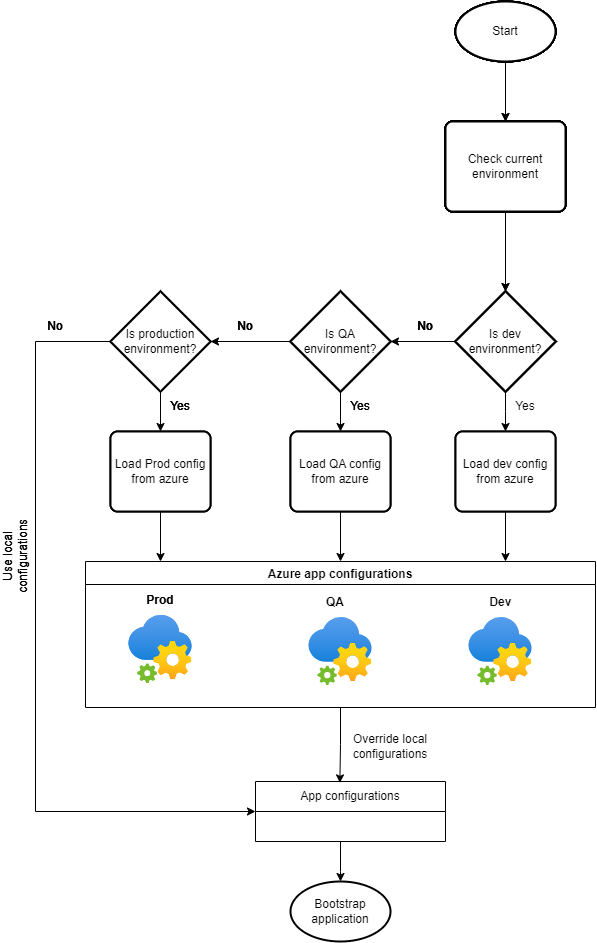 Start
Check current
environment
Is production
environment?
Is QA
environment?
Is dev
environment?
No
No
No
Yes
Yes
Yes
Load Prod config
from azure
Load QA config
from azure
Load dev config
from azure
Use local
configurations
Azure app configurations
Prod
QA
Dev
Override local
configurations
App configurations
Bootstrap
application